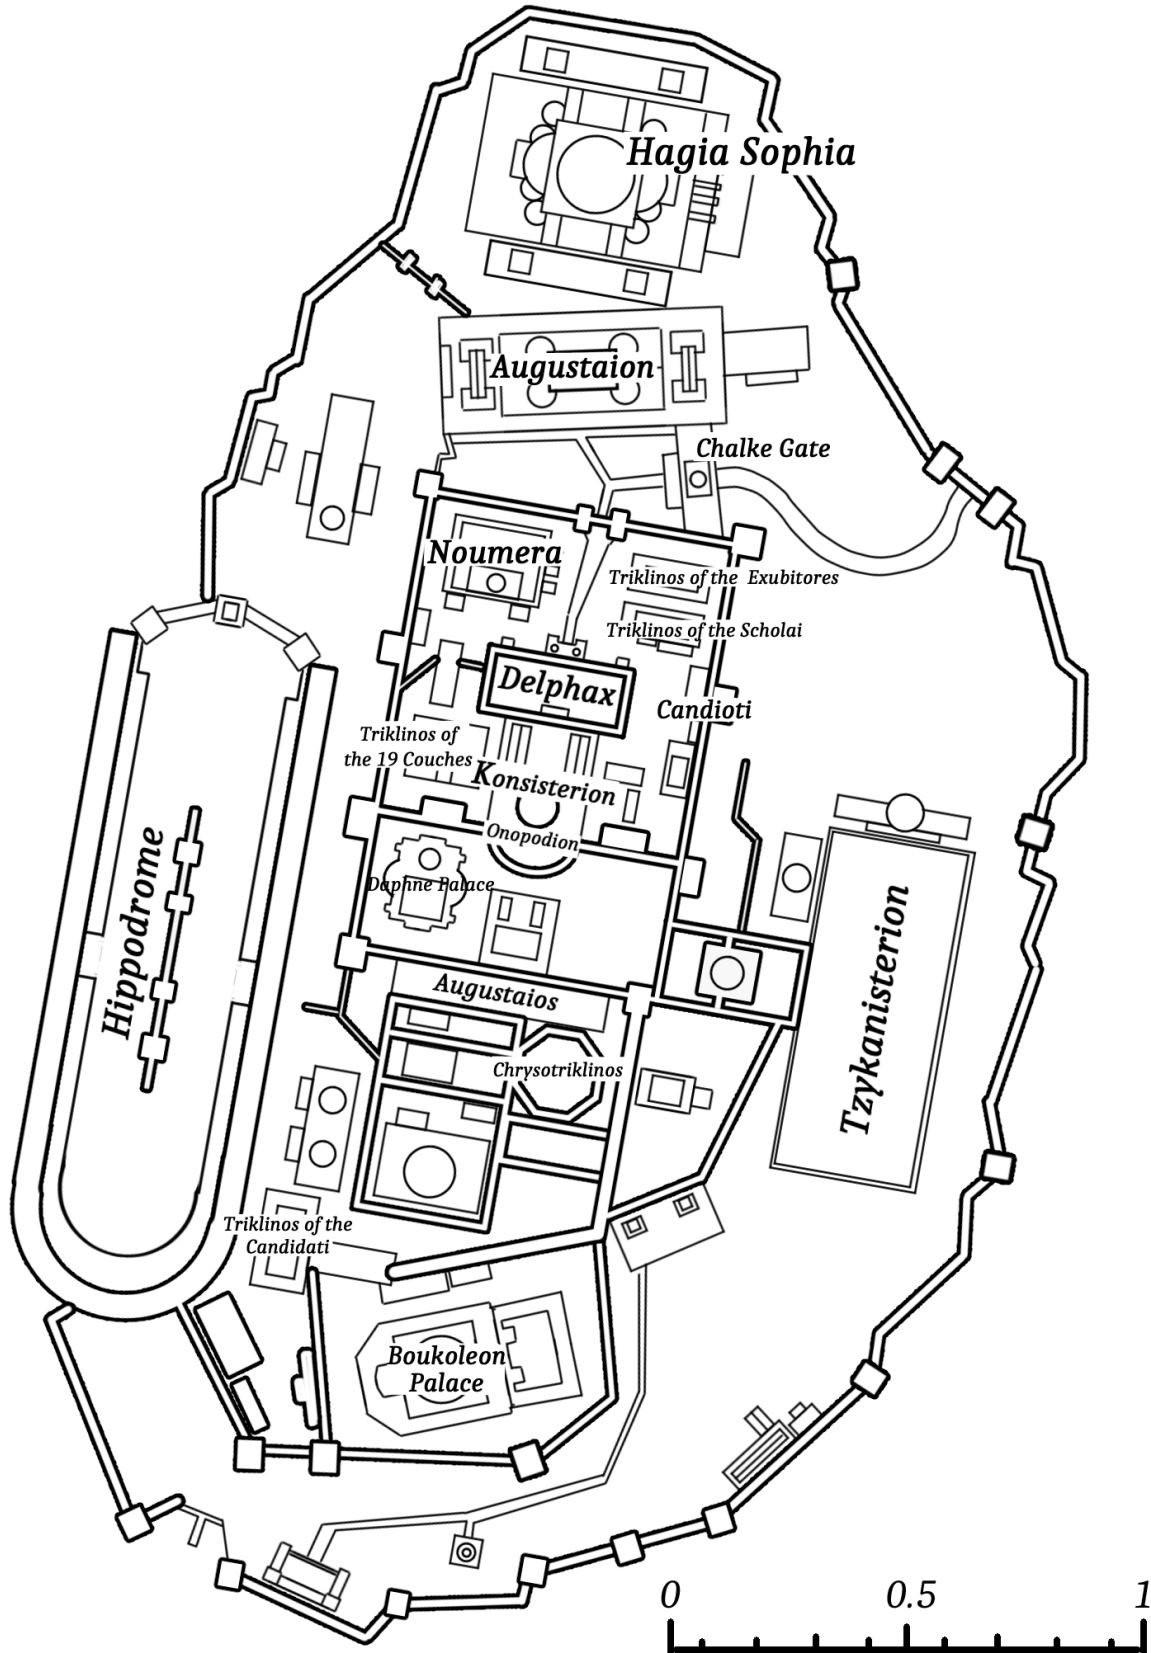 Hagia Sophia
Augustaion
Chalke Gate
Noumera
Triklinos of the Exubitores
Triklinos of the Scholai
Delphax
Candioti
Triklinos of
the 19 Couches
Konsisterion
Onopodion
Daphne Palace
Hippodrome
Tzykanisterion
Augustaios
Chrysotriklinos
Triklinos of the
Candidati
Boukoleon
Palace
0 0.5 1